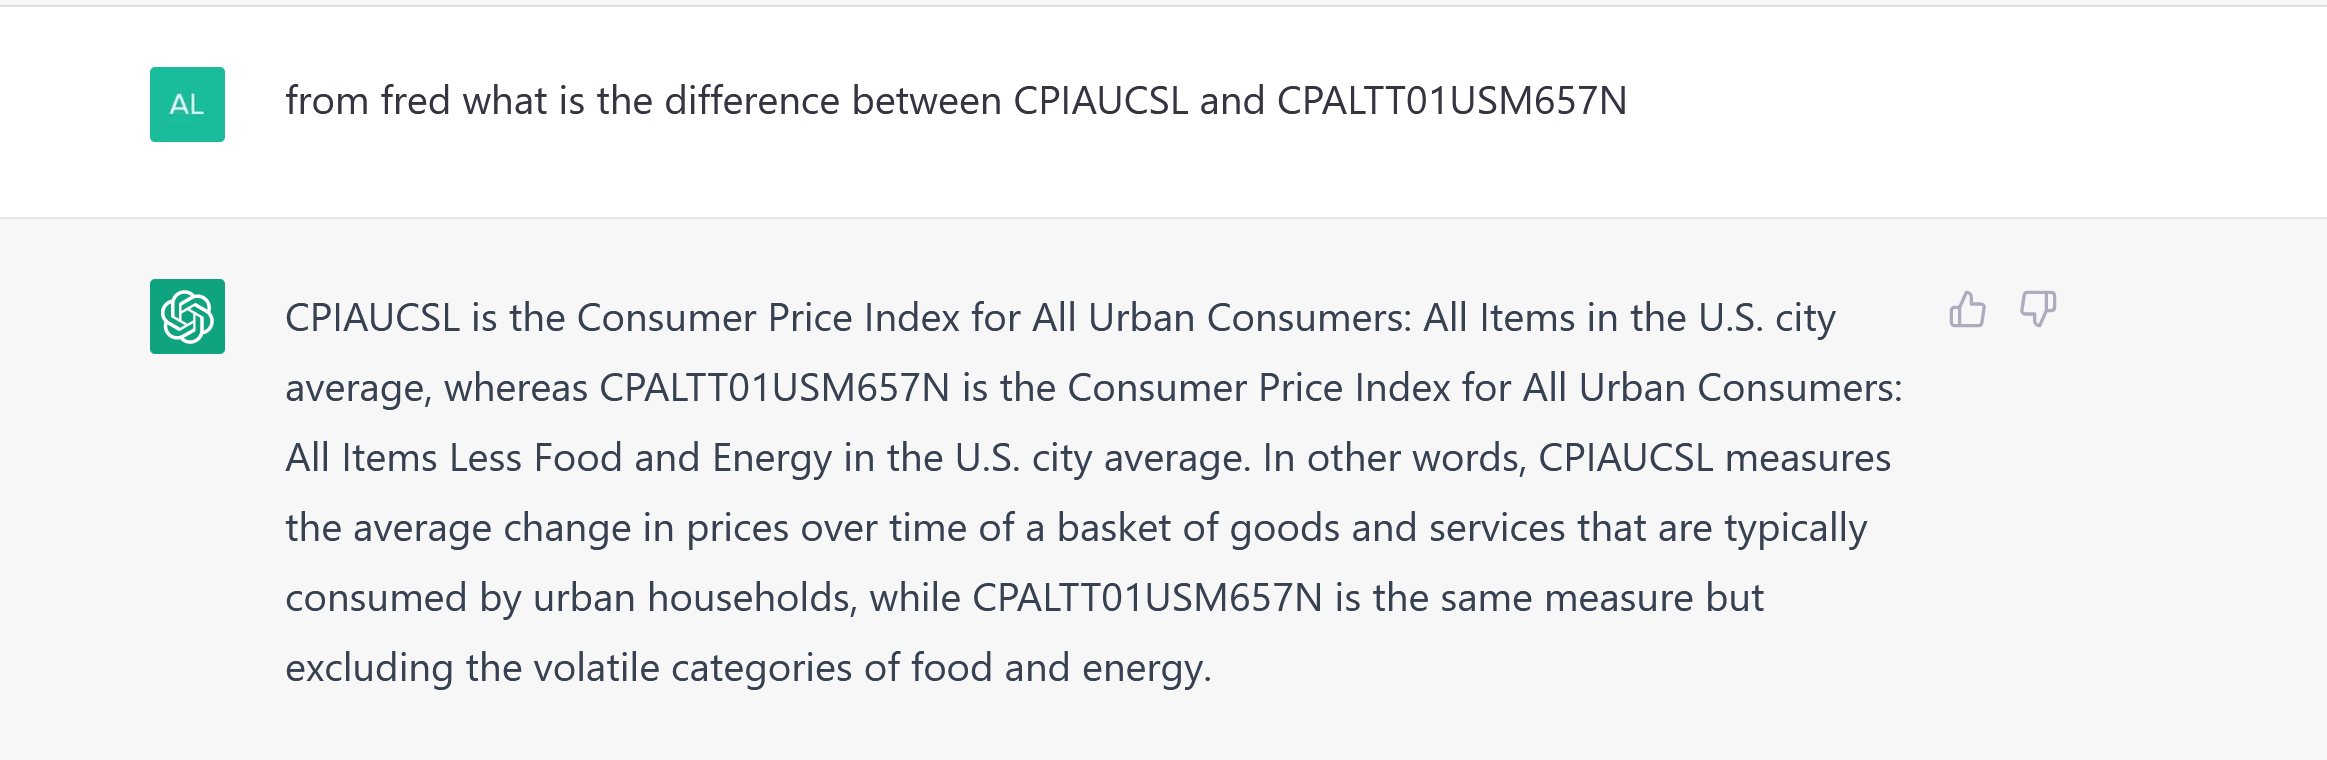 AL
from fred what is the difference between CPIAUCSL and CPALTT01USM657N
CPIAUCSL is the Consumer Price Index for All Urban Consumers: All Items in the U.S. city
average, whereas CPALTT01USM657N is the Consumer Price Index for All Urban Consumers:
All Items Less Food and Energy in the U.S. city average. In other words, CPIAUCSL measures
the average change in prices over time of a basket of goods and services that are typically
consumed by urban households, while CPALTT01USM657N is the same measure but
excluding the volatile categories of food and energy.